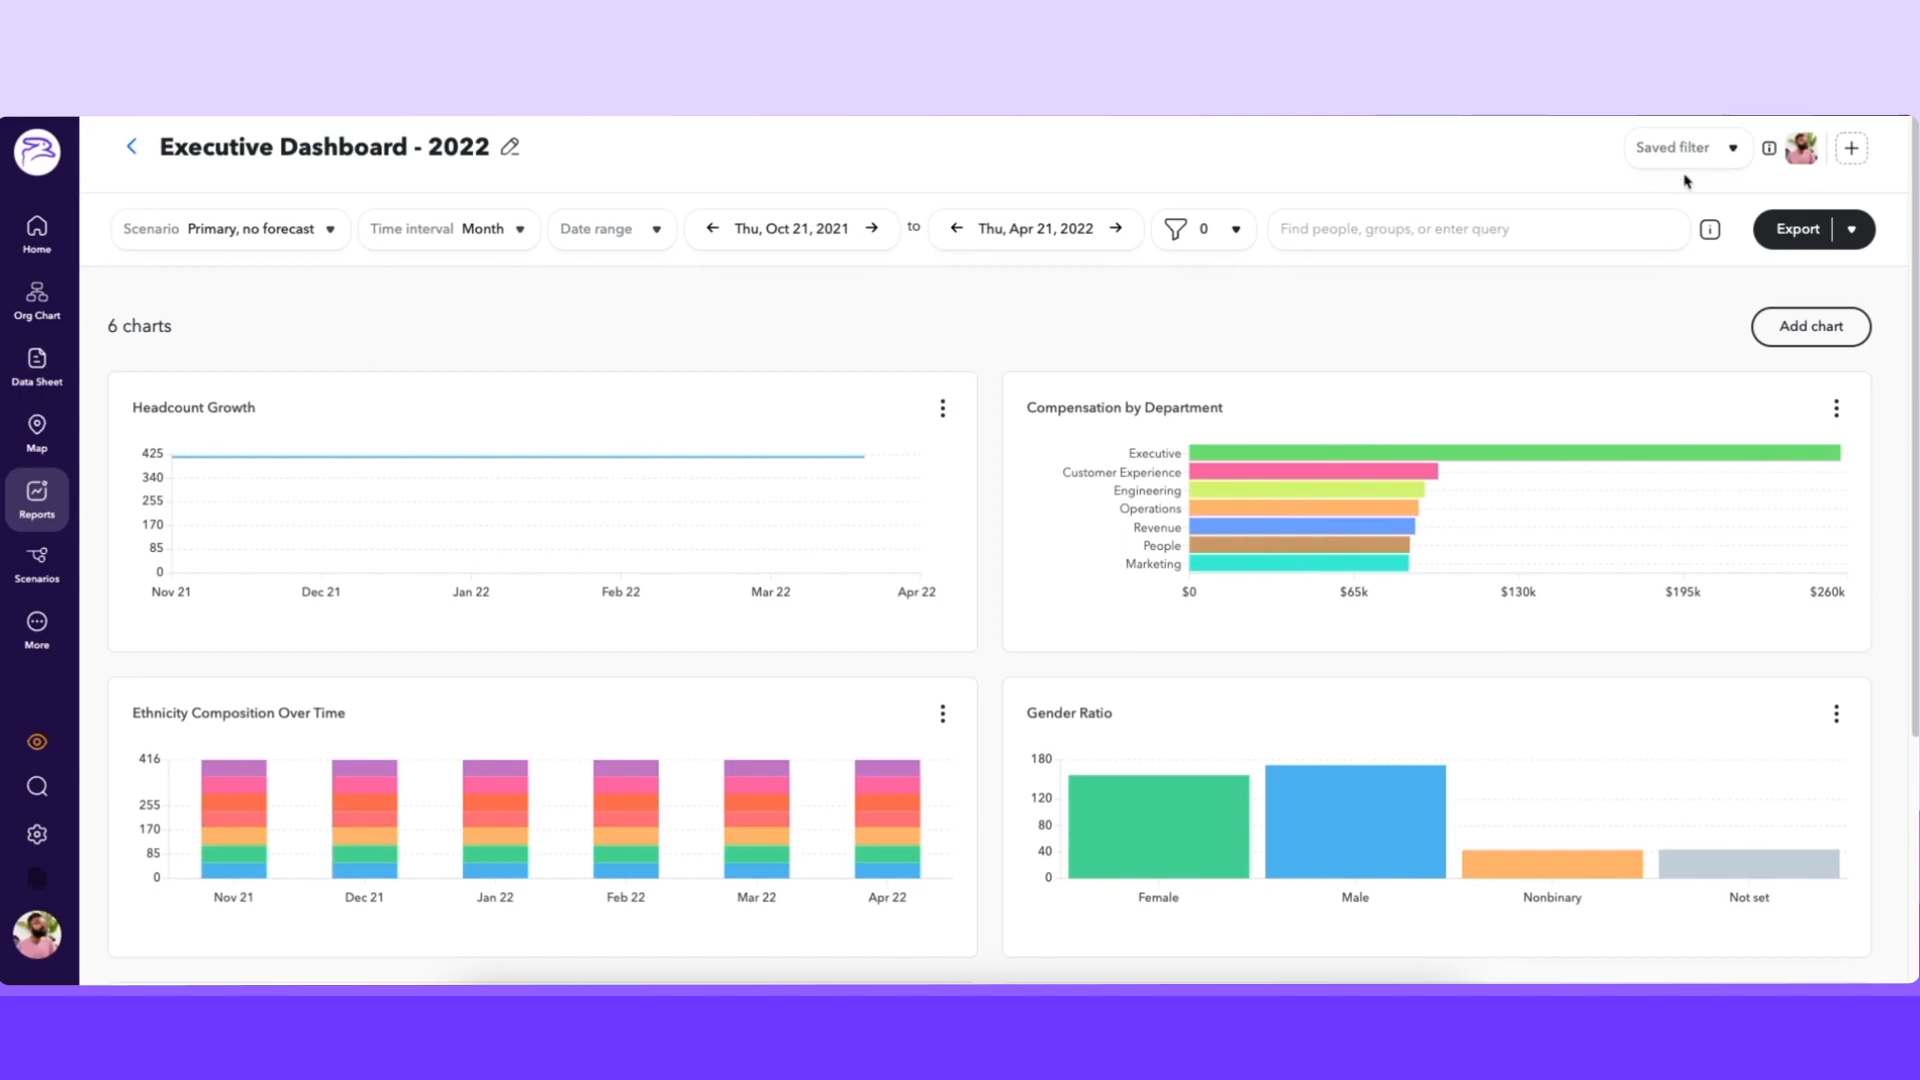 Executive Dashboard - 2022
Saved filter
Scenario Primary, no forecast
Time interval Month
Date range
Thu, Oct 21, 2021
to
Thu, Apr 21, 2022
0
Find people, groups, or enter query
Export
Home
Org Chart
Data Sheet
Map
Reports
Scenarios
More
6 charts
Add chart
Headcount Growth
425
340
255
170
85
0
Nov 21 Dec 21 Jan 22 Feb 22 Mar 22 Apr 22
Compensation by Department
Executive
Customer Experience
Engineering
Operations
Revenue
People
Marketing
$0 $65k $130k $195k $260k
Ethnicity Composition Over Time
416
255
170
85
0
Nov 21 Dec 21 Jan 22 Feb 22 Mar 22 Apr 22
Gender Ratio
180
120
80
40
0
Female Male Nonbinary Not set